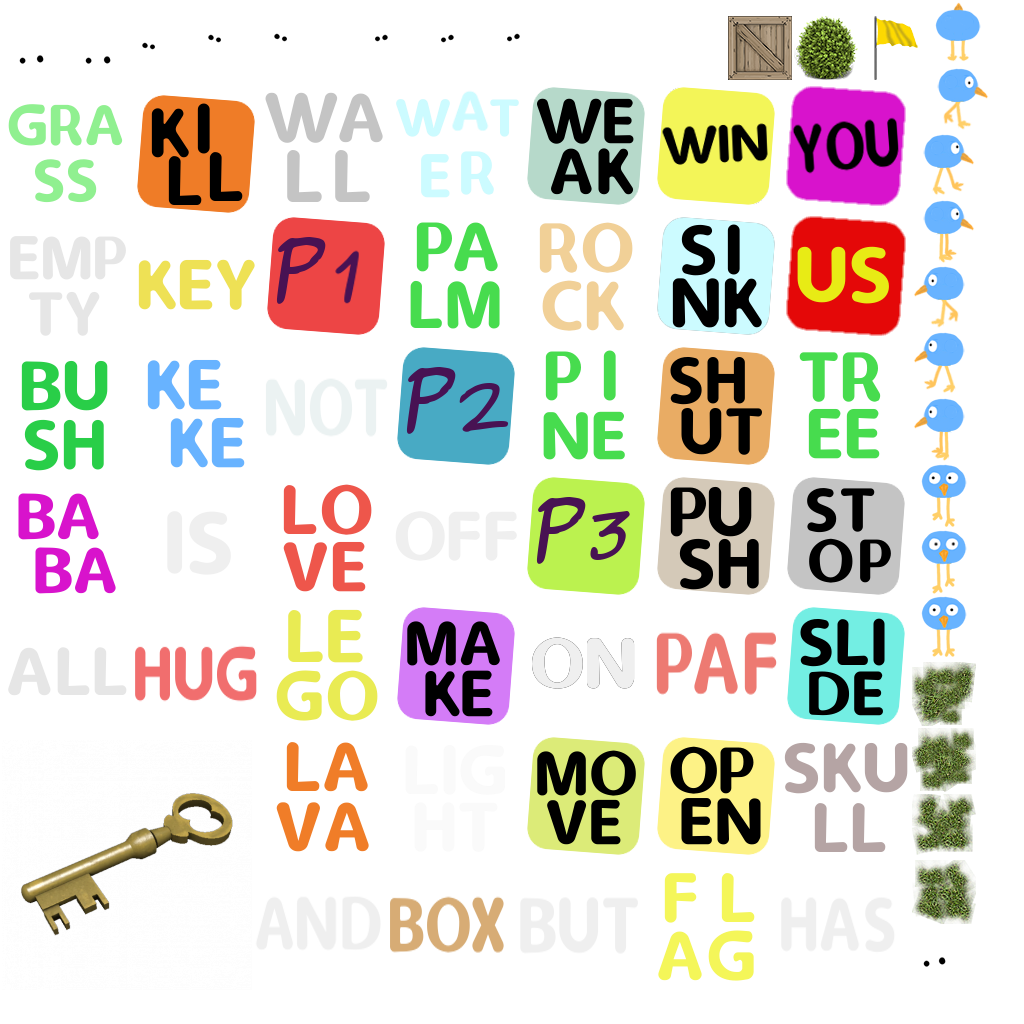 GRA
SS
KI
LL
WA
LL
WAT
ER
WE
AK
WIN
YOU
EMP
TY
KEY
P1
PA
LM
RO
CK
SI
NK
US
BU
SH
KE
KE
NOT
P2
PI
NE
SH
UT
TR
EE
BA
BA
IS
LO
VE
OFF
P3
PU
SH
ST
OP
ALL
HUG
LE
GO
MA
KE
ON
PAF
SLI
DE
LA
VA
LIG
HT
MO
VE
OP
EN
SKU
LL
AND
BOX
BUT
FL
AG
HAS